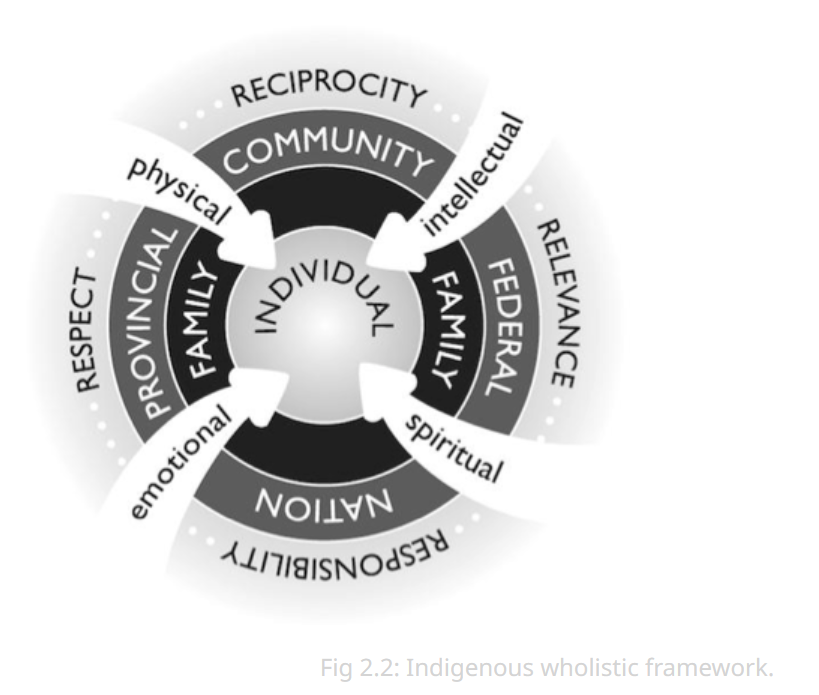 RECIPROCITY
COMMUNITY
physical
intellectual
RESPECT
PROVINCIAL
FAMILY
INDIVIDUAL
FAMILY
FEDERAL
RELEVANCE
emotional
spiritual
NATION
RESPONSIBILITY
Fig 2.2: Indigenous wholistic framework.